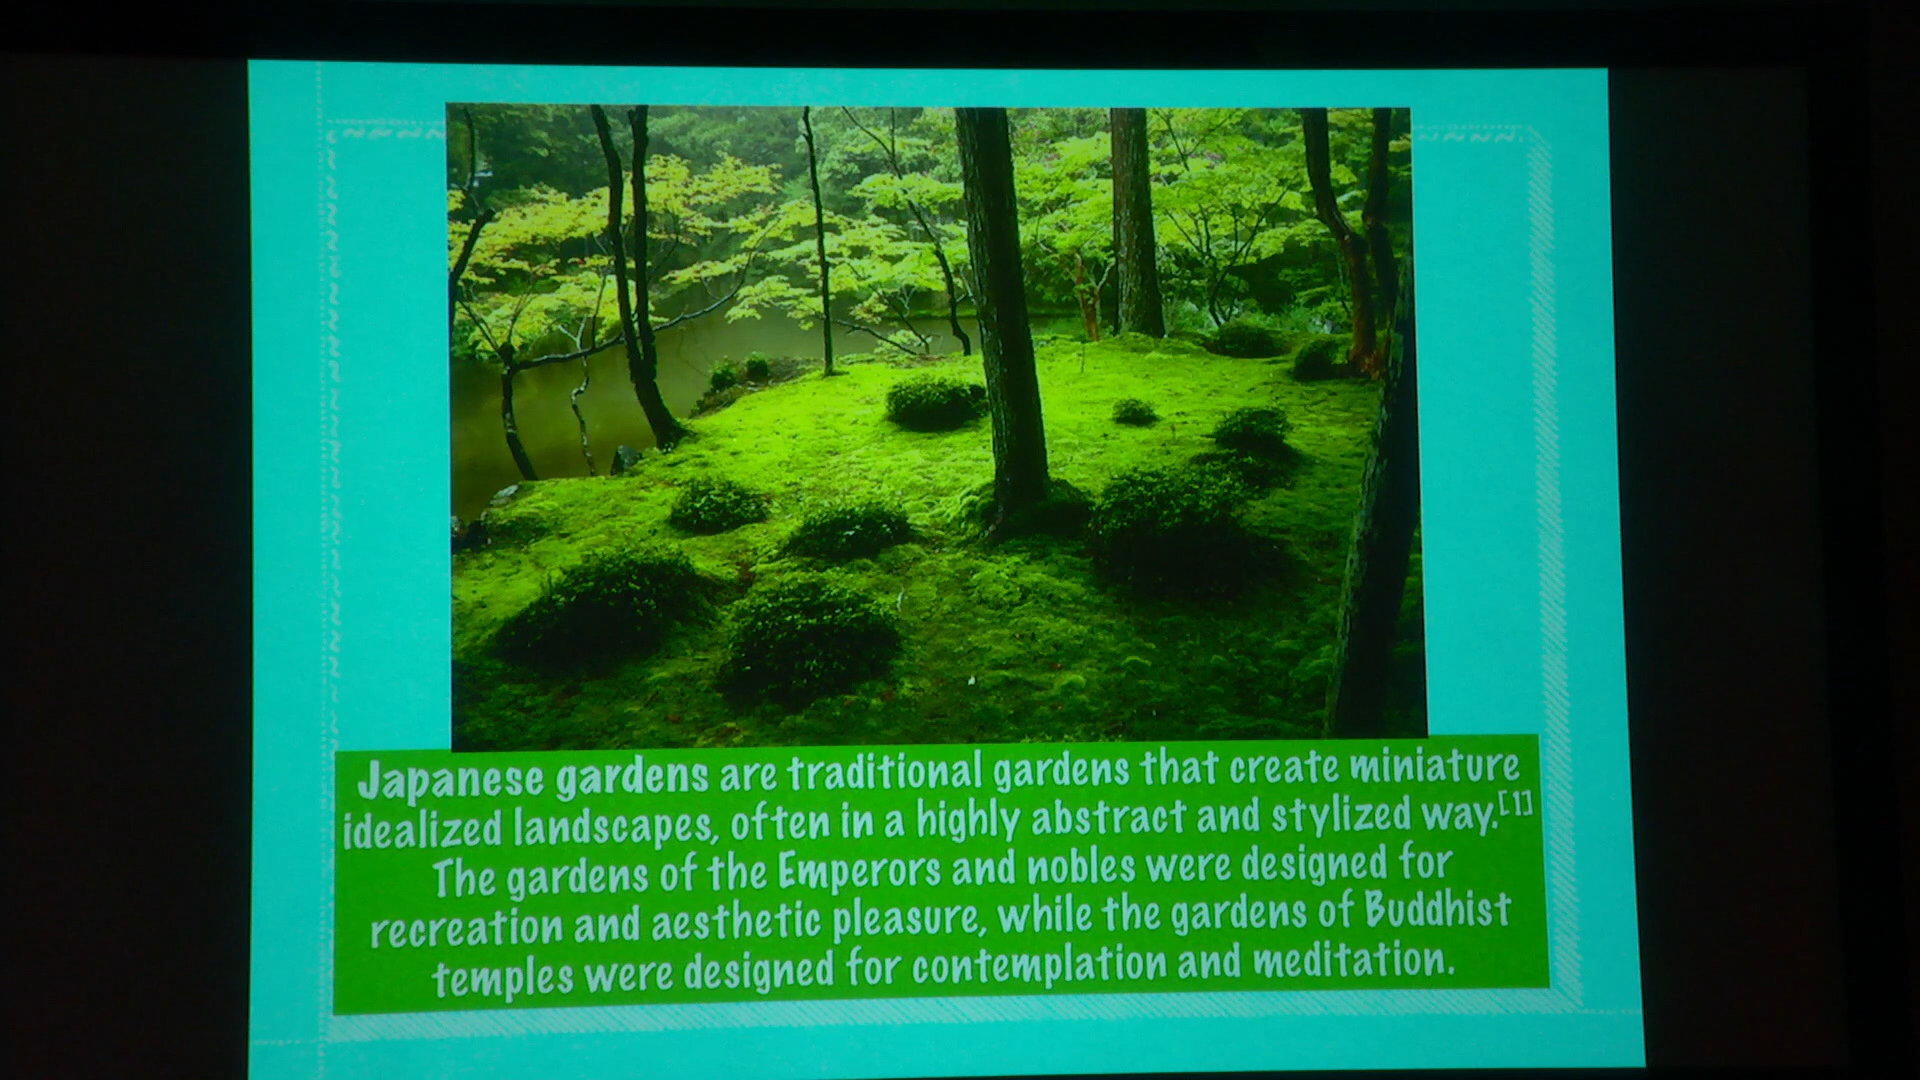 Japanese gardens are traditional gardens that create miniature
idealized landscapes, often in a highly abstract and stylized way.[1]
The gardens of the Emperors and nobles were designed for
recreation and aesthetic pleasure, while the gardens of Buddhist
temples were designed for contemplation and meditation.